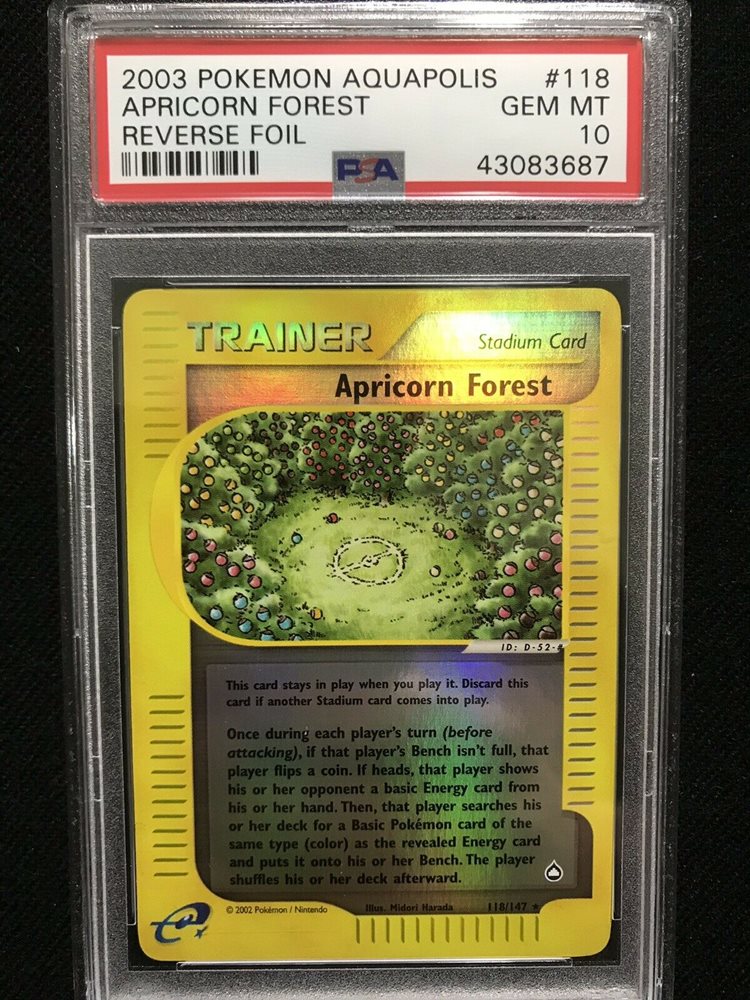 2003 POKEMON AQUAPOLIS #118
APRICORN FOREST GEM MT
REVERSE FOIL 10
PSA 43083687
TRAINER Stadium Card
Apricorn Forest
ID: D-52-#
This card stays in play when you play it. Discard this
card if another Stadium card comes into play.
Once during each player's turn (before
attacking), if that player's Bench isn't full, that
player flips a coin. If heads, that player shows
his or her opponent a basic Energy card from
his or her hand. Then, that player searches his
or her deck for a Basic Pokémon card of the
same type (color) as the revealed Energy card
and puts it onto his or her Bench. The player
shuffles his or her deck afterward.
e
© 2002 Pokémon / Nintendo Illus. Midori Harada 118/147 ★